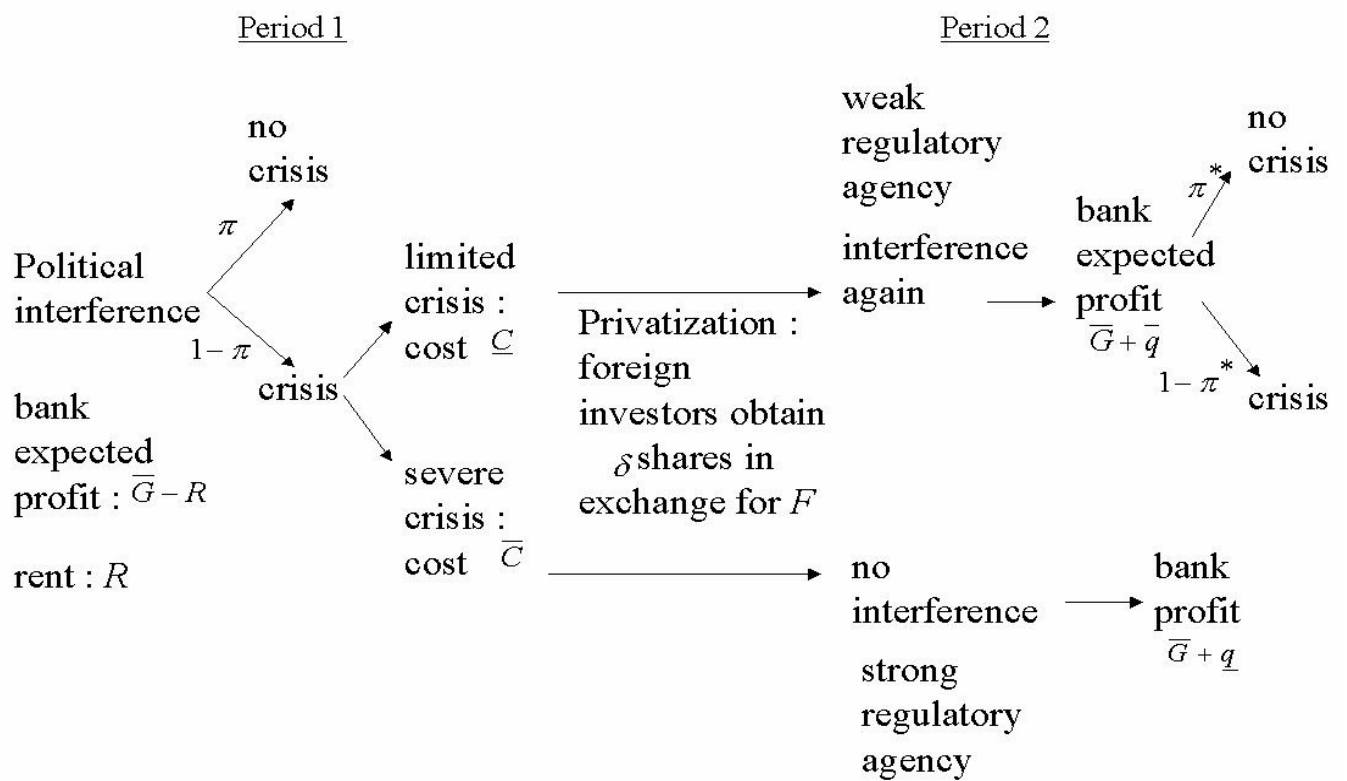 Period 1
Period 2
no
crisis
π
1 − π
Political
interference
bank
expected
profit : G̅ − R
rent : R
crisis
limited
crisis :
cost C̲
severe
crisis :
cost C̅
Privatization :
foreign
investors obtain
δ shares in
exchange for F
weak
regulatory
agency
interference
again
bank
expected
profit
G̅ + q̅
π*
1 − π*
no
crisis
crisis
no
interference
strong
regulatory
agency
bank
profit
G̅ + q̲